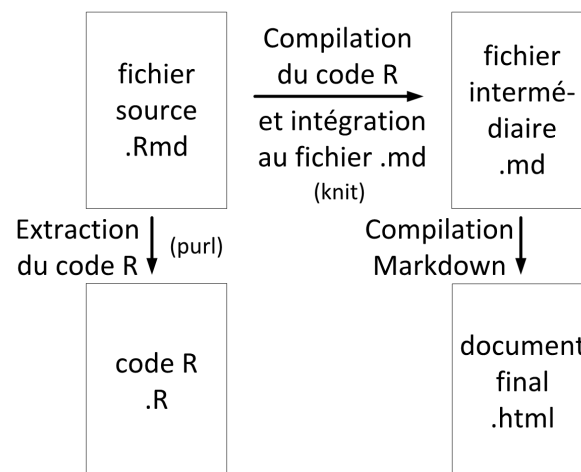 fichier
source
.Rmd
Compilation
du code R
et intégration
au fichier .md
(knit)
fichier
intermé-
diaire
.md
Extraction
du code R
(purl)
Compilation
Markdown
code R
.R
document
final
.html